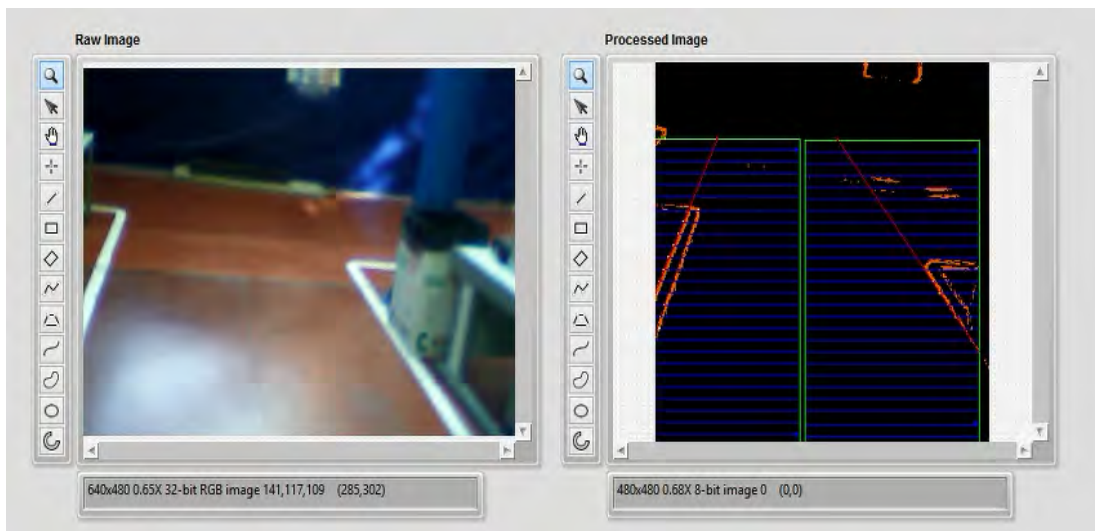 Raw Image
Processed Image
640x480 0.65X 32-bit RGB image 141,117,109 (285,302)
480x480 0.68X 8-bit image 0 (0,0)